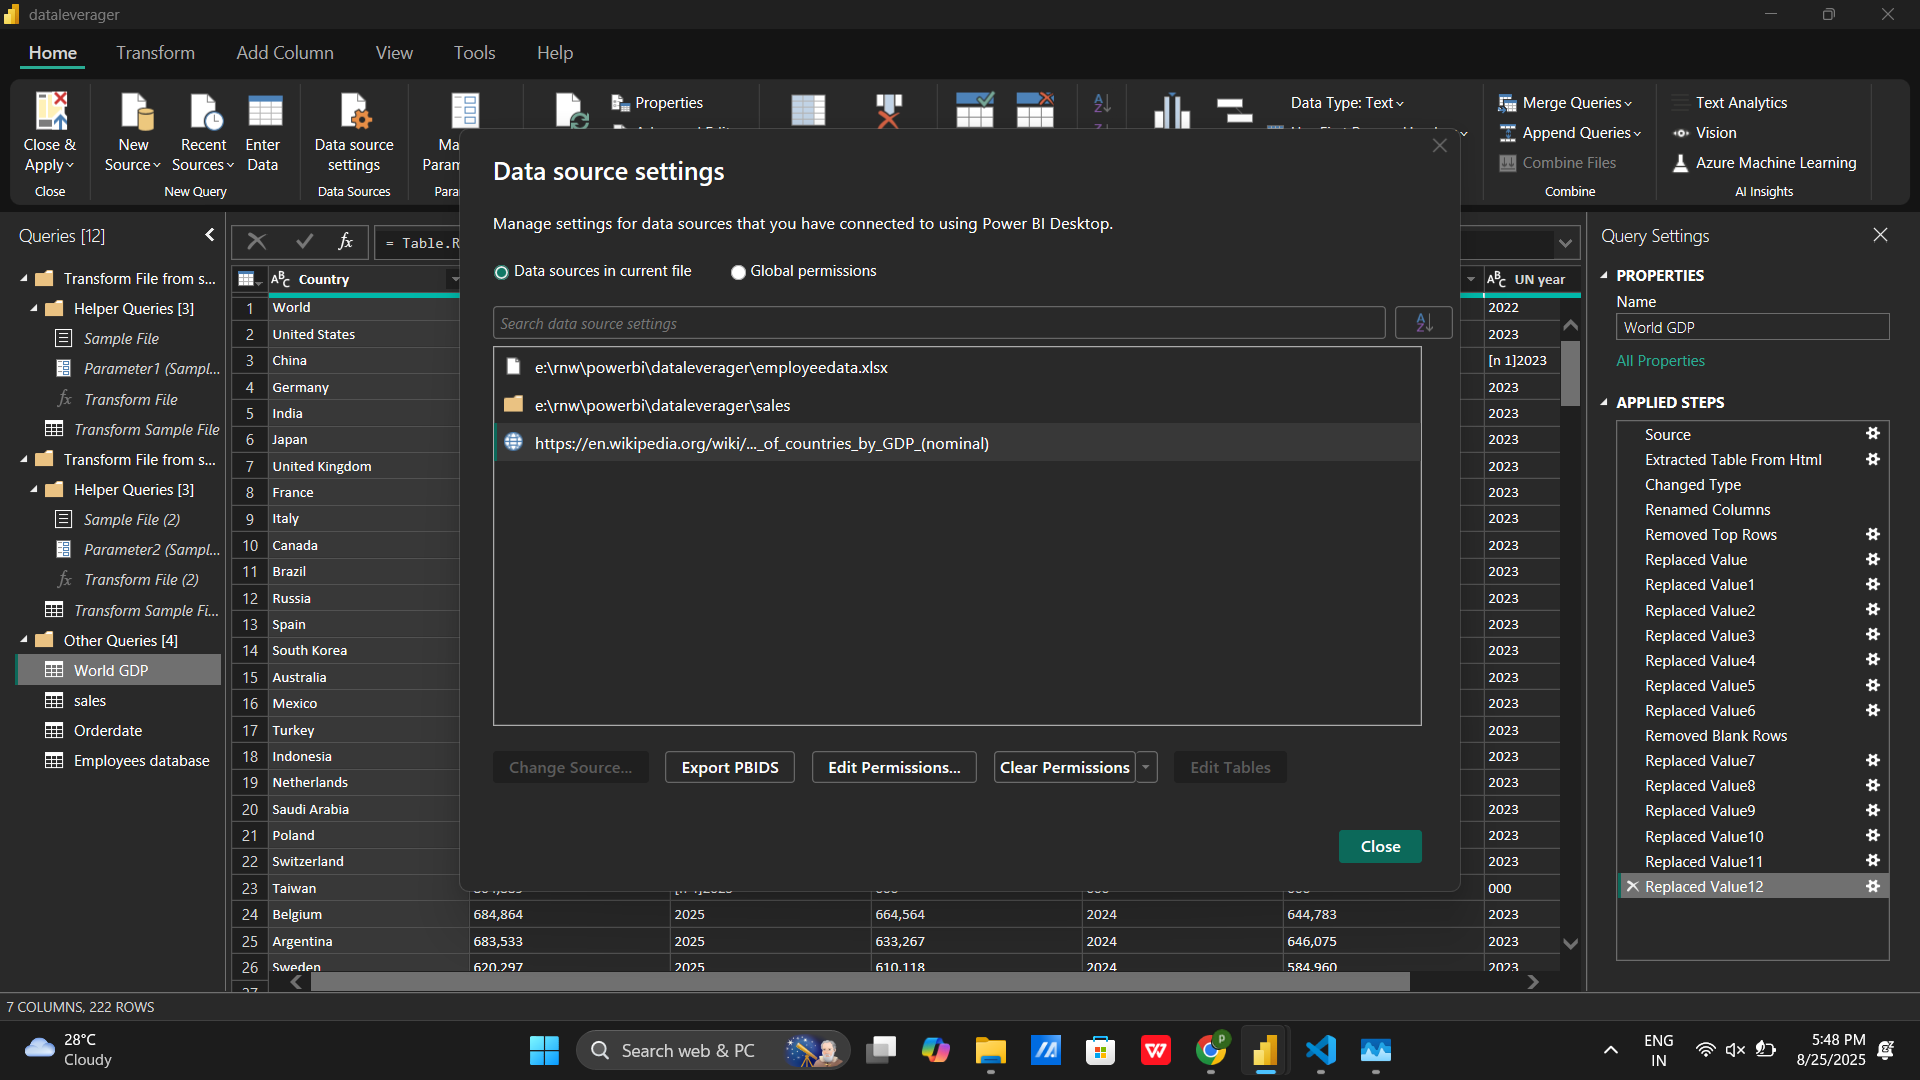 dataleverager
Home
Transform
Add Column
View
Tools
Help
Close &
Apply
Close
New
Source
Recent
Sources
Enter
Data
New Query
Data source
settings
Data Sources
Properties
Data Type: Text
Merge Queries
Append Queries
Combine Files
Combine
Text Analytics
Vision
Azure Machine Learning
AI Insights
Queries [12]
Transform File from s...
Helper Queries [3]
Sample File
Parameter1 (Sampl...
Transform File
Transform Sample File
Transform File from s...
Helper Queries [3]
Sample File (2)
Parameter2 (Sampl...
Transform File (2)
Transform Sample Fi...
Other Queries [4]
World GDP
sales
Orderdate
Employees database
= Table.R
Country
UN year
1 World 2022
2 United States 2023
3 China [n 1]2023
4 Germany 2023
5 India 2023
6 Japan 2023
7 United Kingdom 2023
8 France 2023
9 Italy 2023
10 Canada 2023
11 Brazil 2023
12 Russia 2023
13 Spain 2023
14 South Korea 2023
15 Australia 2023
16 Mexico 2023
17 Turkey 2023
18 Indonesia 2023
19 Netherlands 2023
20 Saudi Arabia 2023
21 Poland 2023
22 Switzerland 2023
23 Taiwan 000
24 Belgium 684,864 2025 664,564 2024 644,783 2023
25 Argentina 683,533 2025 633,267 2024 646,075 2023
26 Sweden 620,297 2025 610,118 2024 584,960 2023
Data source settings
Manage settings for data sources that you have connected to using Power BI Desktop.
Data sources in current file
Global permissions
Search data source settings
e:\rnw\powerbi\dataleverager\employeedata.xlsx
e:\rnw\powerbi\dataleverager\sales
https://en.wikipedia.org/wiki/..._of_countries_by_GDP_(nominal)
Change Source...
Export PBIDS
Edit Permissions...
Clear Permissions
Edit Tables
Close
Query Settings
PROPERTIES
Name
World GDP
All Properties
APPLIED STEPS
Source
Extracted Table From Html
Changed Type
Renamed Columns
Removed Top Rows
Replaced Value
Replaced Value1
Replaced Value2
Replaced Value3
Replaced Value4
Replaced Value5
Replaced Value6
Removed Blank Rows
Replaced Value7
Replaced Value8
Replaced Value9
Replaced Value10
Replaced Value11
Replaced Value12
7 COLUMNS, 222 ROWS
28°C
Cloudy
Search web & PC
ENG
IN
5:48 PM
8/25/2025